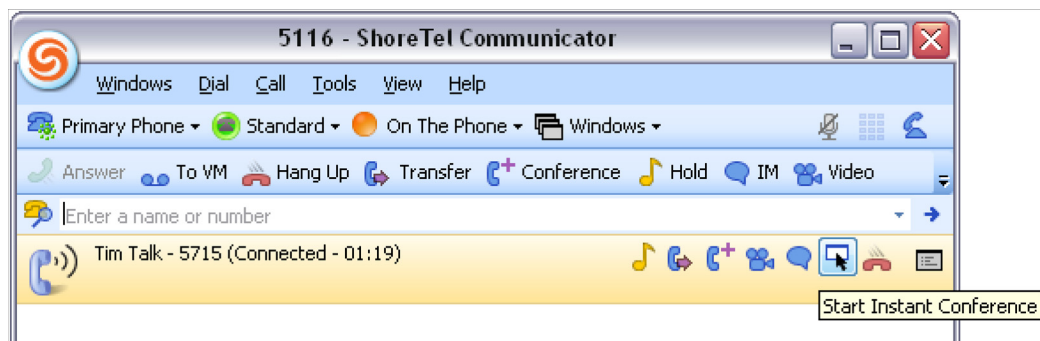 5116 - ShoreTel Communicator
Windows Dial Call Tools View Help
Primary Phone Standard On The Phone Windows
Answer To VM Hang Up Transfer Conference Hold IM Video
Enter a name or number
Tim Talk - 5715 (Connected - 01:19)
Start Instant Conference